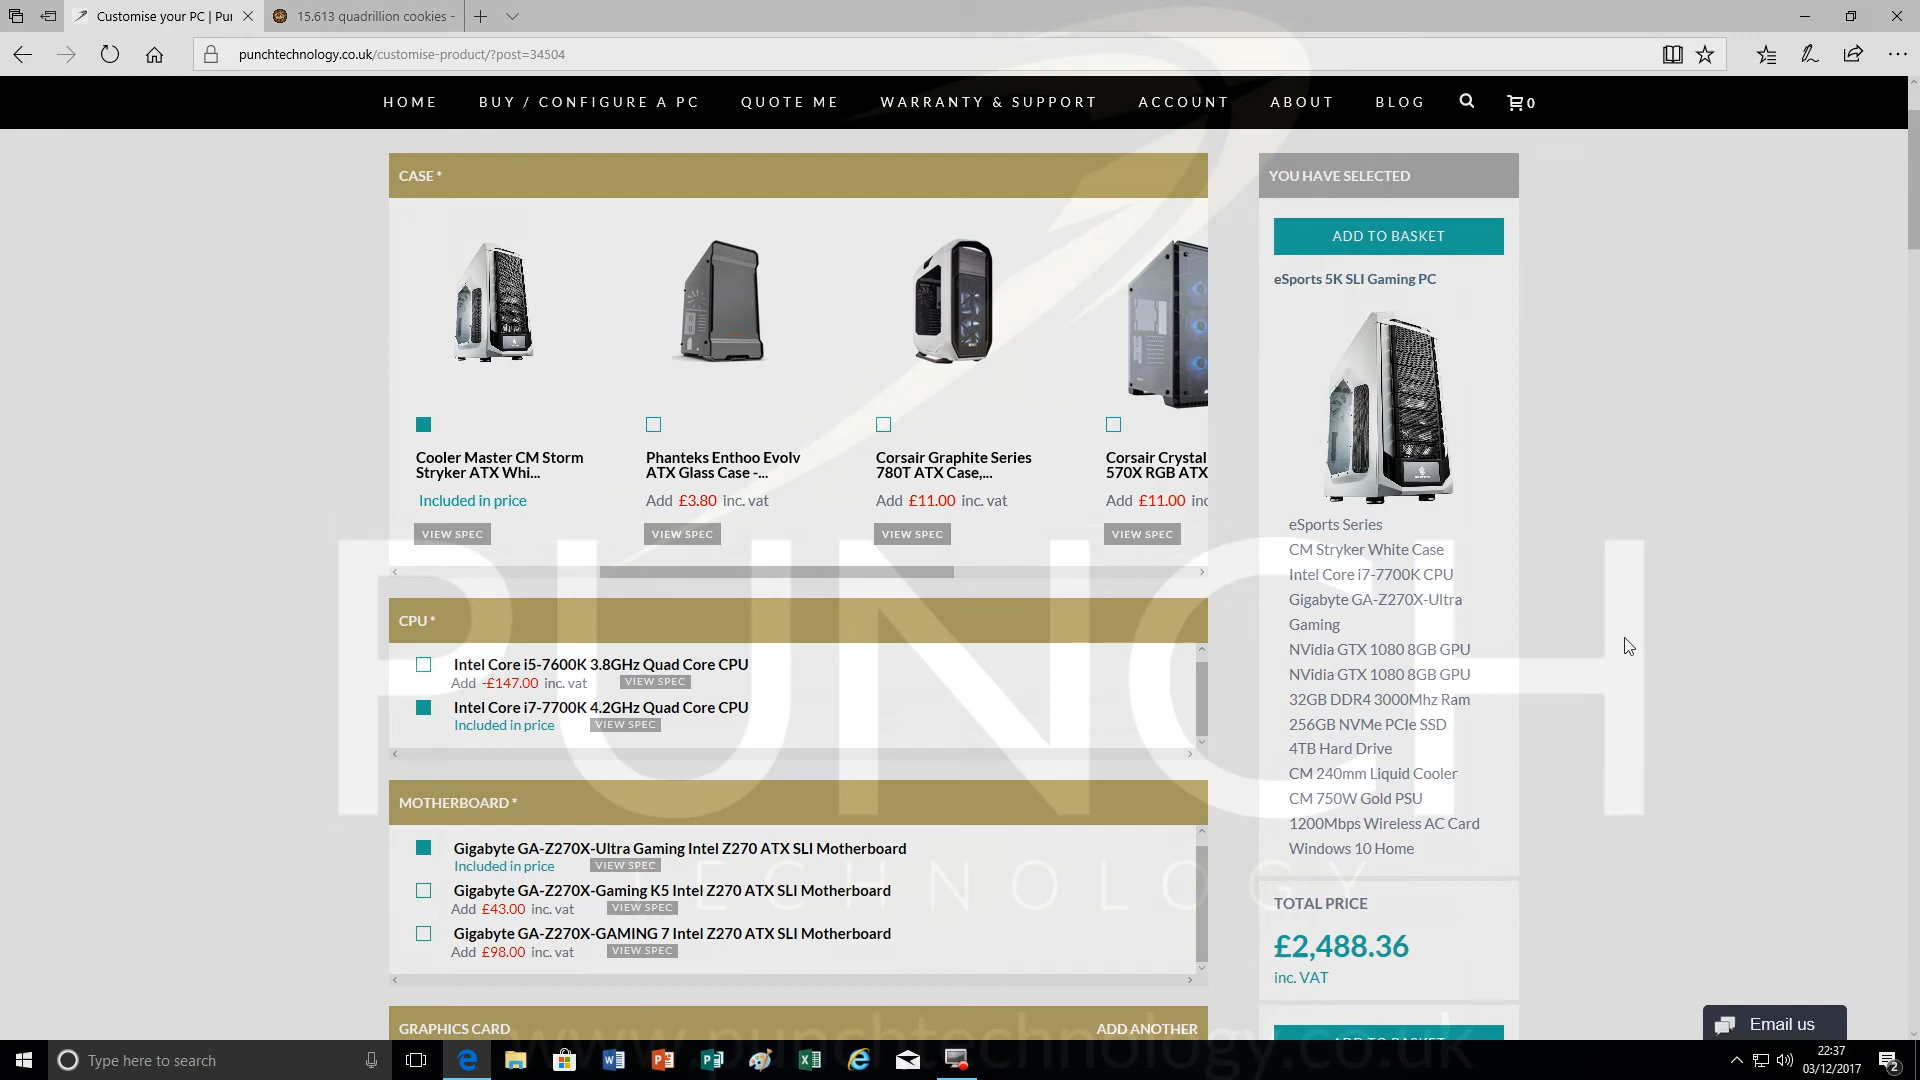 Customise your PC | Pur
15.613 quadrillion cookies -
punchtechnology.co.uk/customise-product/?post=34504
HOME
BUY / CONFIGURE A PC
QUOTE ME
WARRANTY & SUPPORT
ACCOUNT
ABOUT
BLOG
0
CASE *
Cooler Master CM Storm
Stryker ATX Whi...
Included in price
VIEW SPEC
Phanteks Enthoo Evolv
ATX Glass Case -...
Add £3.80 inc. vat
VIEW SPEC
Corsair Graphite Series
780T ATX Case,...
Add £11.00 inc. vat
VIEW SPEC
Corsair Crystal
570X RGB ATX
Add £11.00 inc
VIEW SPEC
CPU *
Intel Core i5-7600K 3.8GHz Quad Core CPU
Add -£147.00 inc. vat VIEW SPEC
Intel Core i7-7700K 4.2GHz Quad Core CPU
Included in price VIEW SPEC
MOTHERBOARD *
Gigabyte GA-Z270X-Ultra Gaming Intel Z270 ATX SLI Motherboard
Included in price VIEW SPEC
Gigabyte GA-Z270X-Gaming K5 Intel Z270 ATX SLI Motherboard
Add £43.00 inc. vat VIEW SPEC
Gigabyte GA-Z270X-GAMING 7 Intel Z270 ATX SLI Motherboard
Add £98.00 inc. vat VIEW SPEC
GRAPHICS CARD
ADD ANOTHER
YOU HAVE SELECTED
ADD TO BASKET
eSports 5K SLI Gaming PC
eSports Series
CM Stryker White Case
Intel Core i7-7700K CPU
Gigabyte GA-Z270X-Ultra
Gaming
NVidia GTX 1080 8GB GPU
NVidia GTX 1080 8GB GPU
32GB DDR4 3000Mhz Ram
256GB NVMe PCIe SSD
4TB Hard Drive
CM 240mm Liquid Cooler
CM 750W Gold PSU
1200Mbps Wireless AC Card
Windows 10 Home
TOTAL PRICE
£2,488.36
inc. VAT
ADD TO BASKET
Email us
PUNCH
TECHNOLOGY
www.punchtechnology.co.uk
Type here to search
22:37
03/12/2017
2